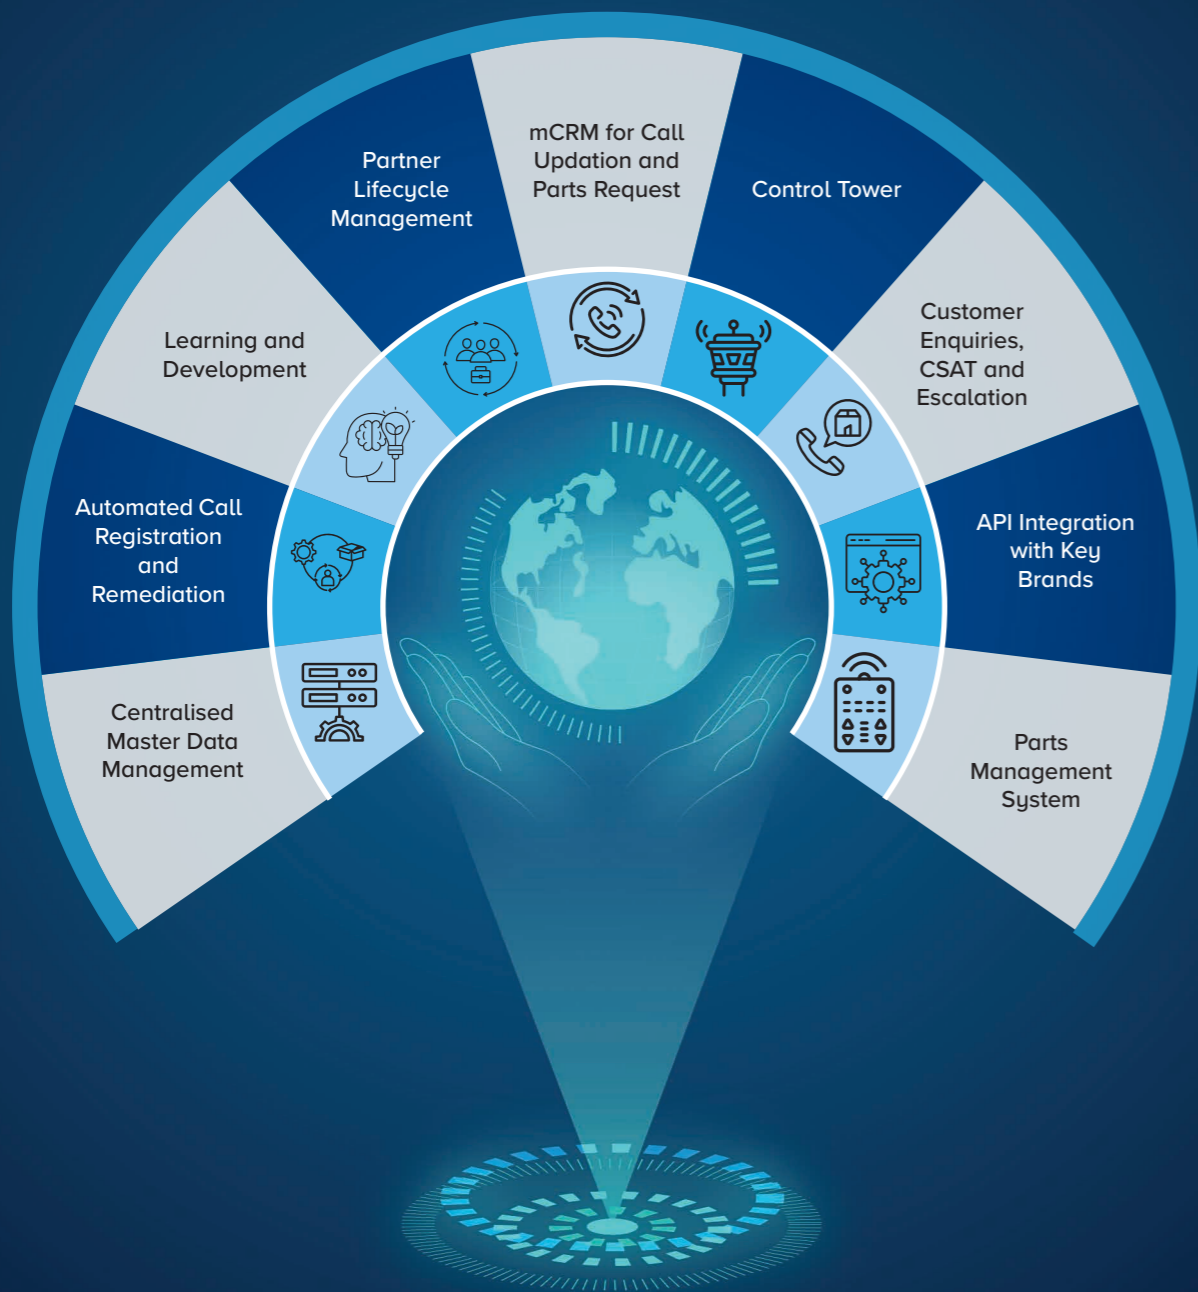 Centralised
Master Data
Management
Automated Call
Registration
and
Remediation
Learning and
Development
Partner
Lifecycle
Management
mCRM for Call
Updation and
Parts Request
Control Tower
Customer
Enquiries,
CSAT and
Escalation
API Integration
with Key
Brands
Parts
Management
System